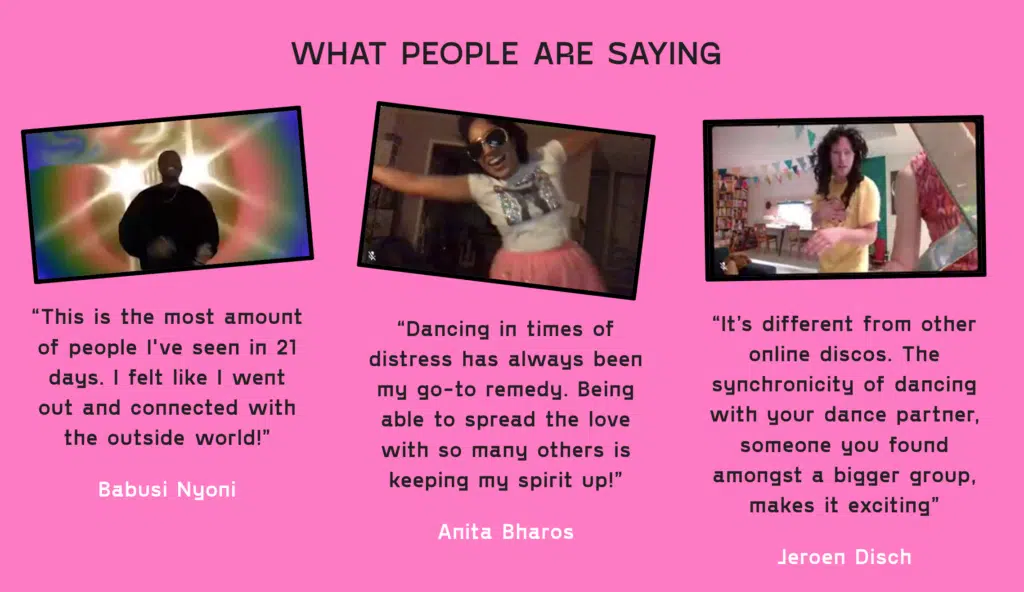 WHAT PEOPLE ARE SAYING
“This is the most amount
of people I've seen in 21
days. I felt like I went
out and connected with
the outside world!”
Babusi Nyoni
“Dancing in times of
distress has always been
my go-to remedy. Being
able to spread the love
with so many others is
keeping my spirit up!”
Anita Bharos
“It’s different from other
online discos. The
synchronicity of dancing
with your dance partner,
someone you found
amongst a bigger group,
makes it exciting”
Jeroen Disch